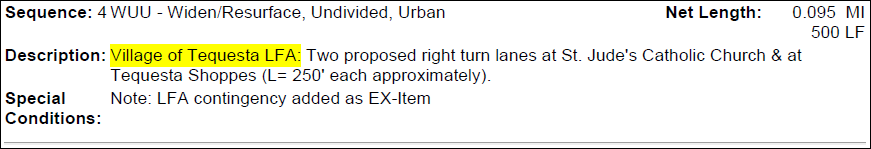 Sequence: 4 WUU - Widen/Resurface, Undivided, Urban Net Length: 0.095 MI
500 LF
Description: Village of Tequesta LFA: Two proposed right turn lanes at St. Jude's Catholic Church & at
Tequesta Shoppes (L= 250' each approximately).
Special Note: LFA contingency added as EX-Item
Conditions: